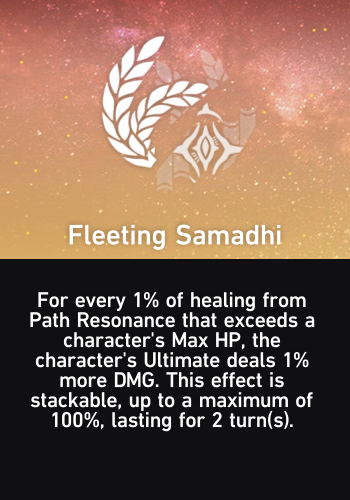 Fleeting Samadhi
For every 1% of healing from
Path Resonance that exceeds a
character's Max HP, the
character's Ultimate deals 1%
more DMG. This effect is
stackable, up to a maximum of
100%, lasting for 2 turn(s).